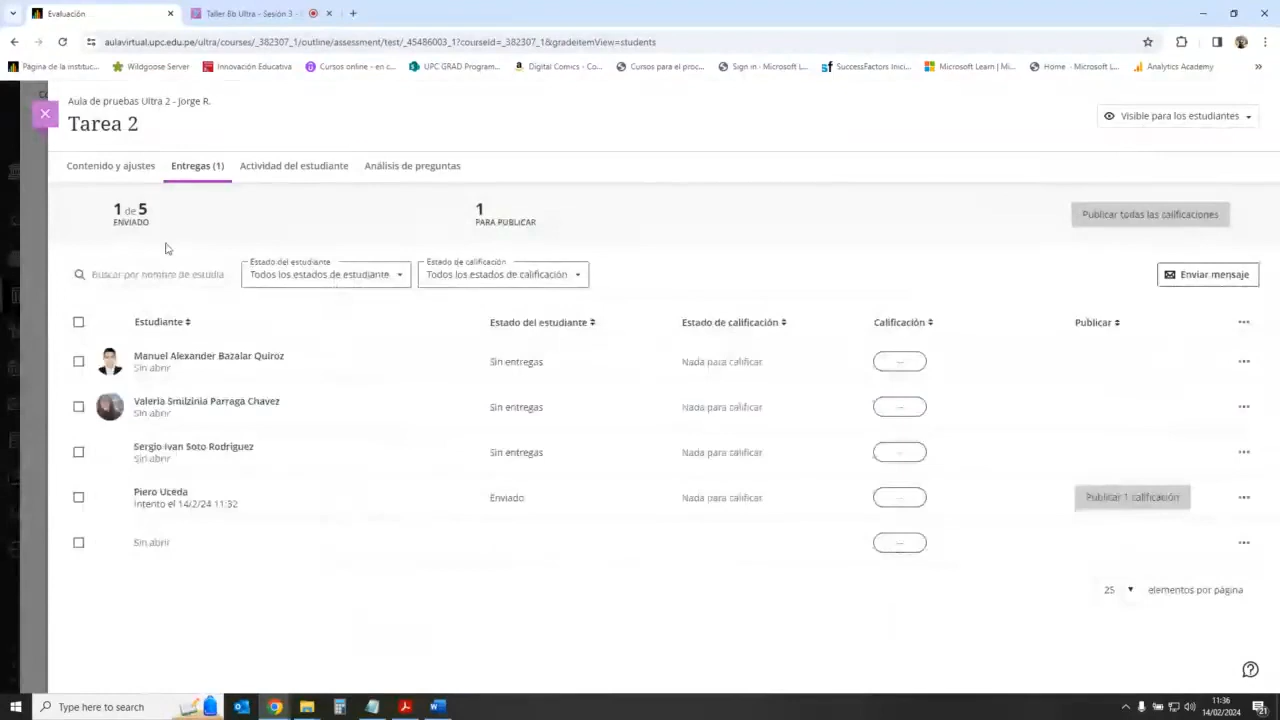 Evaluación
Taller Bb Ultra - Sesión 3 -
aulavirtual.upc.edu.pe/ultra/courses/_382307_1/outline/assessment/test/_45486003_1?courseId=_382307_1&gradeitemView=students
Página de la instituc...
Wildgoose Server
Innovación Educativa
Cursos online - en c...
UPC GRAD Program...
Digital Comics - Co...
Cursos para el proc...
Sign in - Microsoft L...
SuccessFactors Inici...
Microsoft Learn | Mi...
Home - Microsoft L...
Analytics Academy
»
Aula de pruebas Ultra 2 - Jorge R.
Tarea 2
Visible para los estudiantes
Contenido y ajustes
Entregas (1)
Actividad del estudiante
Análisis de preguntas
1 de 5
ENVIADO
1
PARA PUBLICAR
Publicar todas las calificaciones
Buscar por nombre de estudia
Estado del estudiante
Todos los estados de estudiante
Estado de calificación
Todos los estados de calificación
Enviar mensaje
Estudiante
Estado del estudiante
Estado de calificación
Calificación
Publicar
Manuel Alexander Bazalar Quiroz
Sin abrir
Sin entregas
Nada para calificar
--
Valeria Smilzinia Parraga Chavez
Sin abrir
Sin entregas
Nada para calificar
--
Sergio Ivan Soto Rodriguez
Sin abrir
Sin entregas
Nada para calificar
--
Piero Uceda
Intento el 14/2/24 11:32
Enviado
Nada para calificar
--
Publicar 1 calificación
Sin abrir
--
25
elementos por página
Type here to search
11:36
14/02/2024
21